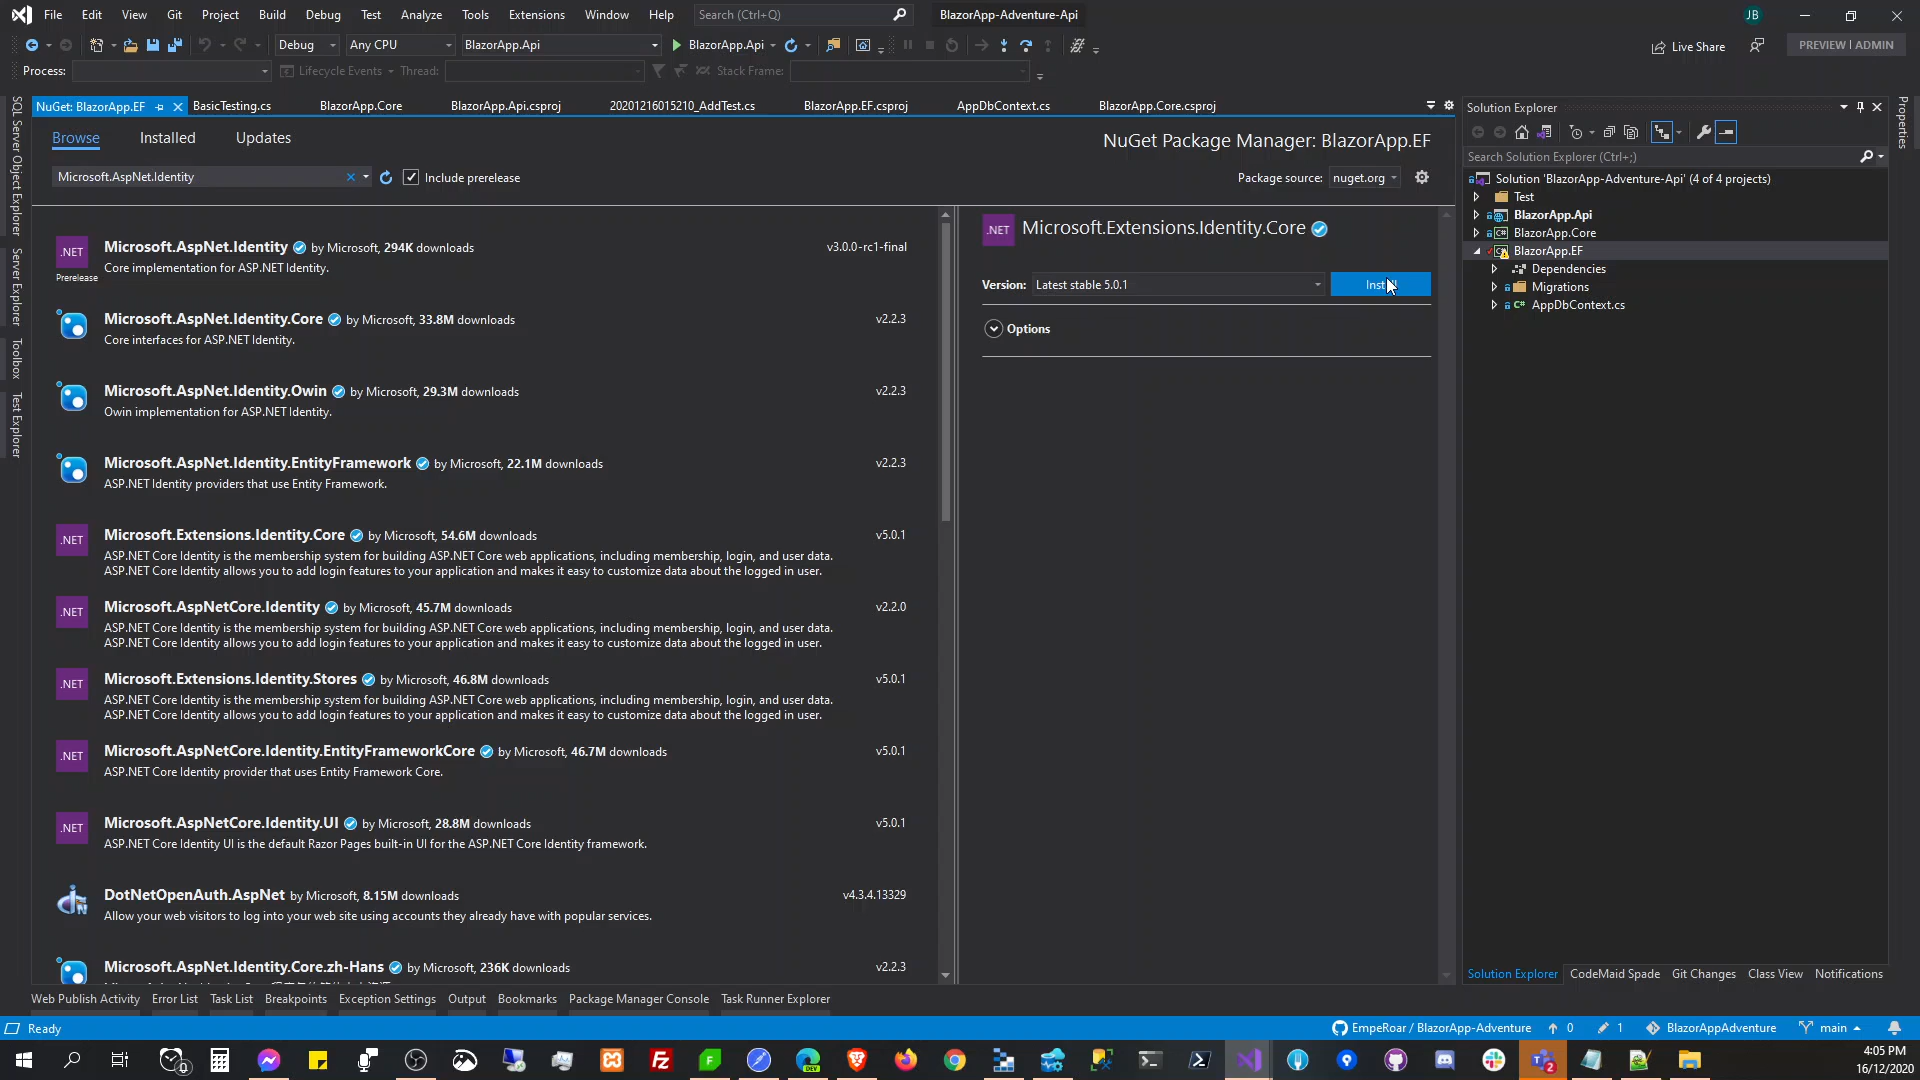 File Edit View Git Project Build Debug Test Analyze Tools Extensions Window Help Search (Ctrl+Q) BlazorApp-Adventure-Api JB
Debug Any CPU BlazorApp.Api BlazorApp.Api Live Share PREVIEW | ADMIN
Process: Lifecycle Events Thread: Stack Frame:
NuGet: BlazorApp.EF BasicTesting.cs BlazorApp.Core BlazorApp.Api.csproj 20201216015210_AddTest.cs BlazorApp.EF.csproj AppDbContext.cs BlazorApp.Core.csproj
SQL Server Object Explorer
Server Explorer
Toolbox
Test Explorer
Browse Installed Updates
NuGet Package Manager: BlazorApp.EF
Microsoft.AspNet.Identity Include prerelease
Package source: nuget.org
.NET
Prerelease
Microsoft.AspNet.Identity by Microsoft, 294K downloads v3.0.0-rc1-final
Core implementation for ASP.NET Identity.
Microsoft.AspNet.Identity.Core by Microsoft, 33.8M downloads v2.2.3
Core interfaces for ASP.NET Identity.
Microsoft.AspNet.Identity.Owin by Microsoft, 29.3M downloads v2.2.3
Owin implementation for ASP.NET Identity.
Microsoft.AspNet.Identity.EntityFramework by Microsoft, 22.1M downloads v2.2.3
ASP.NET Identity providers that use Entity Framework.
.NET
Microsoft.Extensions.Identity.Core by Microsoft, 54.6M downloads v5.0.1
ASP.NET Core Identity is the membership system for building ASP.NET Core web applications, including membership, login, and user data.
ASP.NET Core Identity allows you to add login features to your application and makes it easy to customize data about the logged in user.
.NET
Microsoft.AspNetCore.Identity by Microsoft, 45.7M downloads v2.2.0
ASP.NET Core Identity is the membership system for building ASP.NET Core web applications, including membership, login, and user data.
ASP.NET Core Identity allows you to add login features to your application and makes it easy to customize data about the logged in user.
.NET
Microsoft.Extensions.Identity.Stores by Microsoft, 46.8M downloads v5.0.1
ASP.NET Core Identity is the membership system for building ASP.NET Core web applications, including membership, login, and user data.
ASP.NET Core Identity allows you to add login features to your application and makes it easy to customize data about the logged in user.
.NET
Microsoft.AspNetCore.Identity.EntityFrameworkCore by Microsoft, 46.7M downloads v5.0.1
ASP.NET Core Identity provider that uses Entity Framework Core.
.NET
Microsoft.AspNetCore.Identity.UI by Microsoft, 28.8M downloads v5.0.1
ASP.NET Core Identity UI is the default Razor Pages built-in UI for the ASP.NET Core Identity framework.
DotNetOpenAuth.AspNet by Microsoft, 8.15M downloads v4.3.4.13329
Allow your web visitors to log into your web site using accounts they already have with popular services.
Microsoft.AspNet.Identity.Core.zh-Hans by Microsoft, 236K downloads v2.2.3
.NET Microsoft.Extensions.Identity.Core
Version: Latest stable 5.0.1 Inst
Options
Solution Explorer
Search Solution Explorer (Ctrl+;)
Solution 'BlazorApp-Adventure-Api' (4 of 4 projects)
Test
BlazorApp.Api
BlazorApp.Core
BlazorApp.EF
Dependencies
Migrations
AppDbContext.cs
Properties
Solution Explorer CodeMaid Spade Git Changes Class View Notifications
Web Publish Activity Error List Task List Breakpoints Exception Settings Output Bookmarks Package Manager Console Task Runner Explorer
Ready EmpeRoar / BlazorApp-Adventure 0 1 BlazorAppAdventure main
4:05 PM
16/12/2020